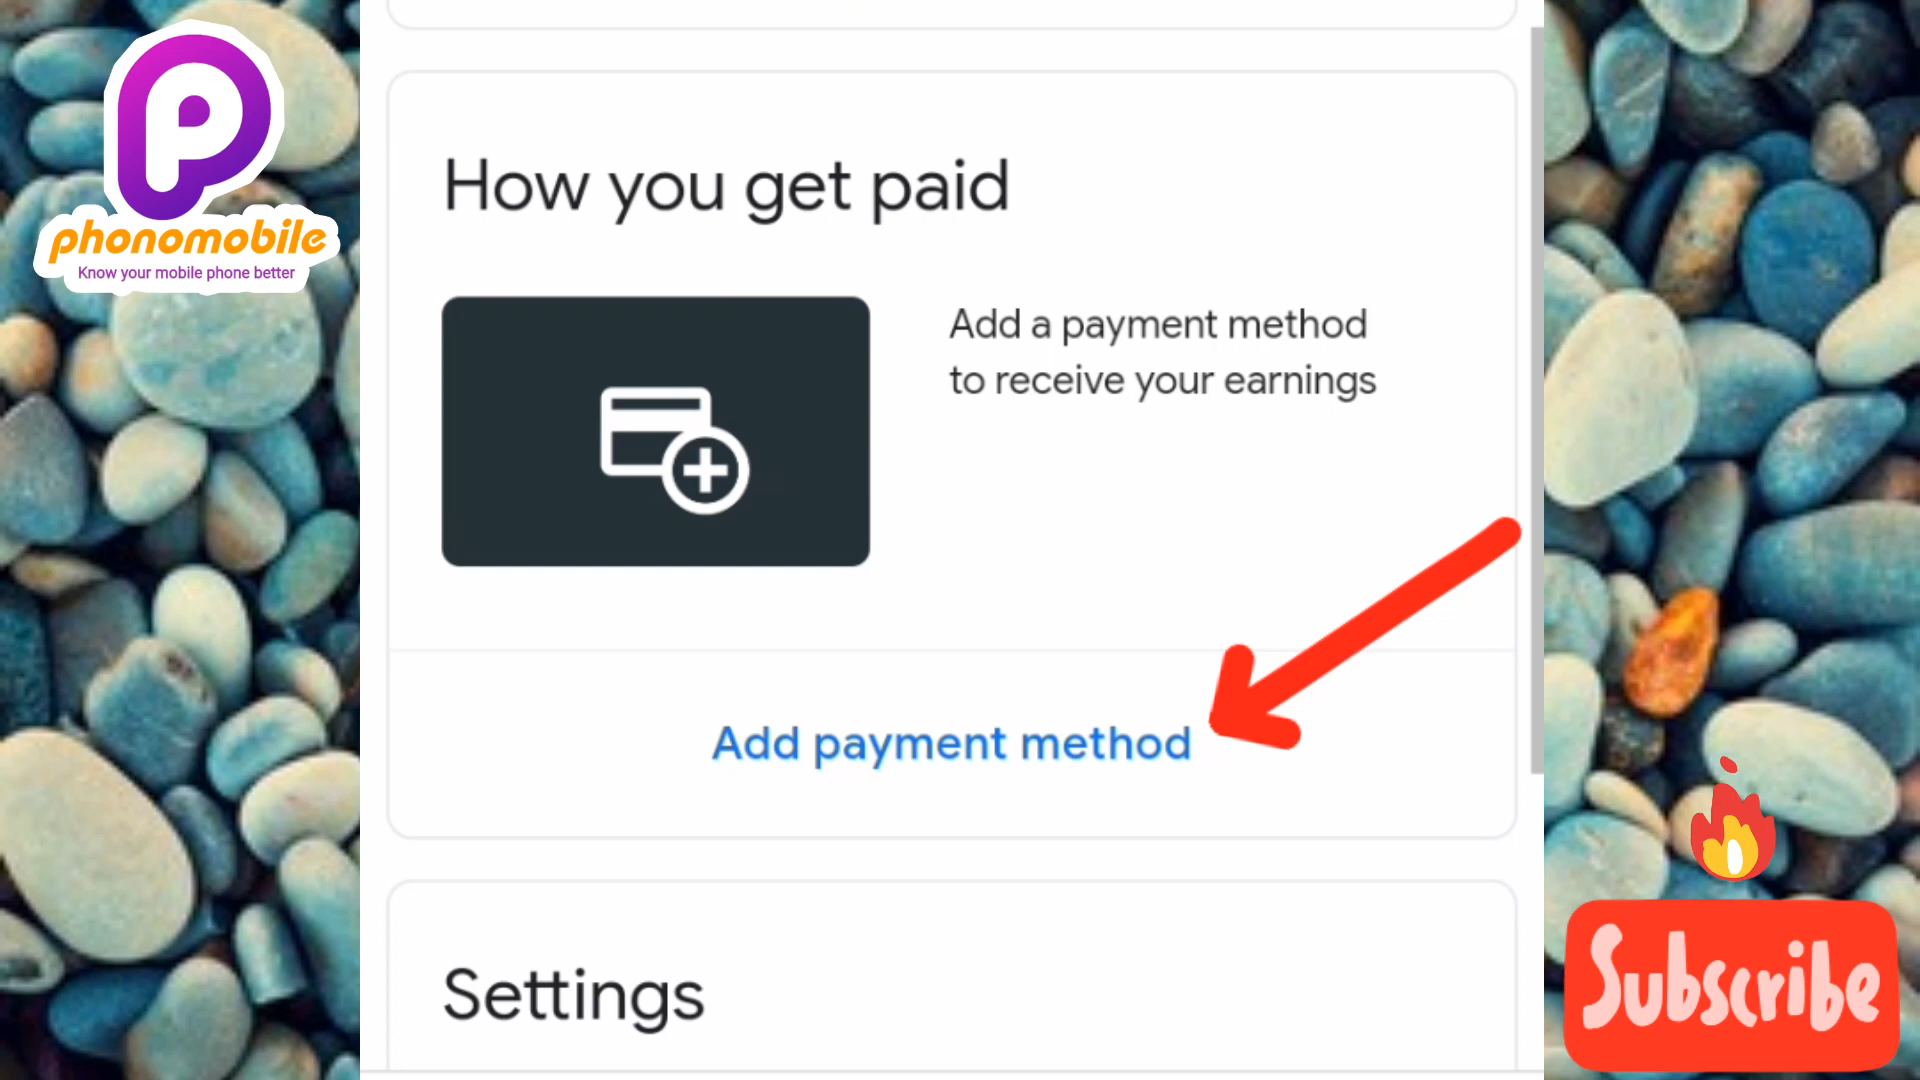 phonomobile
Know your mobile phone better
How you get paid
Add a payment method
to receive your earnings
Add payment method
Settings
Subscribe